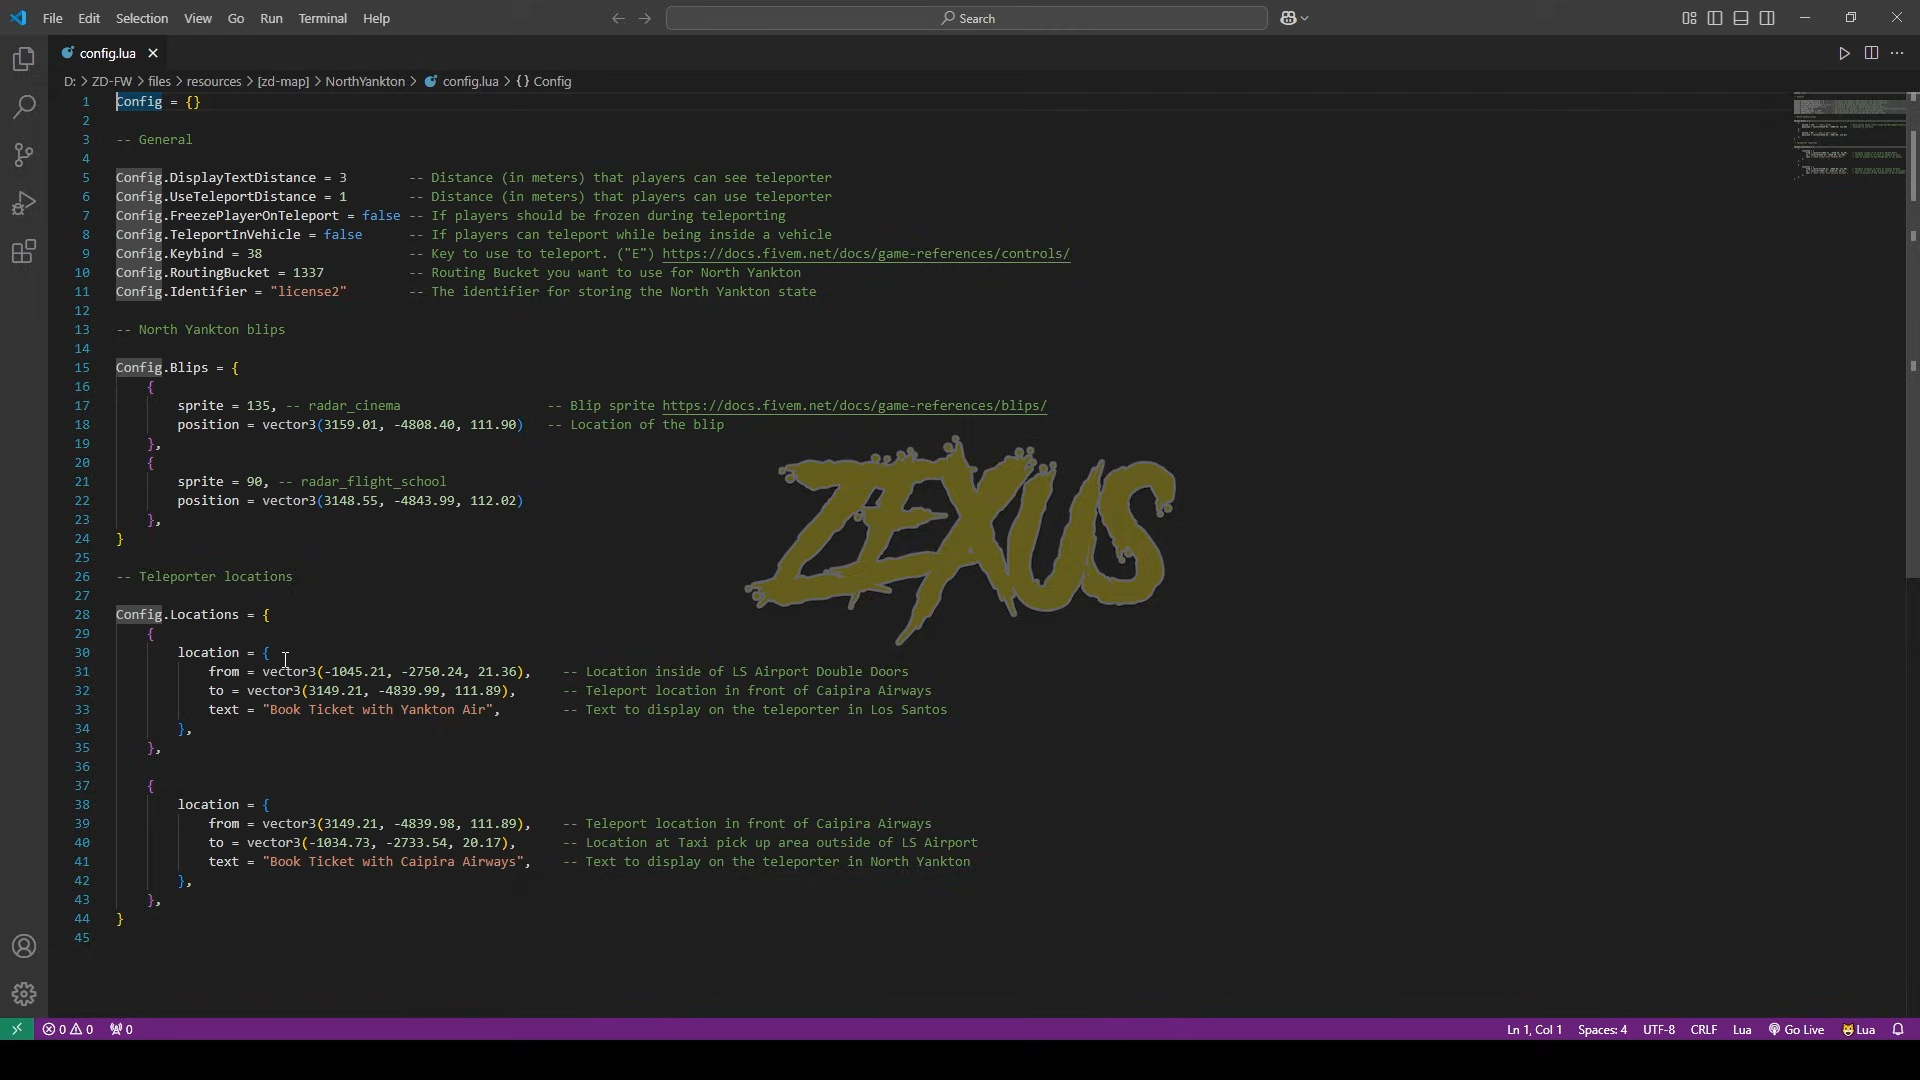 File Edit Selection View Go Run Terminal Help
Search
config.lua
D: > ZD-FW > files > resources > [zd-map] > NorthYankton > config.lua > {} Config
1 Config = {}
2
3 -- General
4
5 Config.DisplayTextDistance = 3 -- Distance (in meters) that players can see teleporter
6 Config.UseTeleportDistance = 1 -- Distance (in meters) that players can use teleporter
7 Config.FreezePlayerOnTeleport = false -- If players should be frozen during teleporting
8 Config.TeleportInVehicle = false -- If players can teleport while being inside a vehicle
9 Config.Keybind = 38 -- Key to use to teleport. ("E") https://docs.fivem.net/docs/game-references/controls/
10 Config.RoutingBucket = 1337 -- Routing Bucket you want to use for North Yankton
11 Config.Identifier = "license2" -- The identifier for storing the North Yankton state
12
13 -- North Yankton blips
14
15 Config.Blips = {
16 {
17 sprite = 135, -- radar_cinema -- Blip sprite https://docs.fivem.net/docs/game-references/blips/
18 position = vector3(3159.01, -4808.40, 111.90) -- Location of the blip
19 },
20 {
21 sprite = 90, -- radar_flight_school
22 position = vector3(3148.55, -4843.99, 112.02)
23 },
24 }
25
26 -- Teleporter locations
27
28 Config.Locations = {
29 {
30 location = {
31 from = vector3(-1045.21, -2750.24, 21.36), -- Location inside of LS Airport Double Doors
32 to = vector3(3149.21, -4839.99, 111.89), -- Teleport location in front of Caipira Airways
33 text = "Book Ticket with Yankton Air", -- Text to display on the teleporter in Los Santos
34 },
35 },
36
37 {
38 location = {
39 from = vector3(3149.21, -4839.98, 111.89), -- Teleport location in front of Caipira Airways
40 to = vector3(-1034.73, -2733.54, 20.17), -- Location at Taxi pick up area outside of LS Airport
41 text = "Book Ticket with Caipira Airways", -- Text to display on the teleporter in North Yankton
42 },
43 },
44 }
45
ZEXUS
0 0 0 Ln 1, Col 1 Spaces: 4 UTF-8 CRLF Lua Go Live Lua